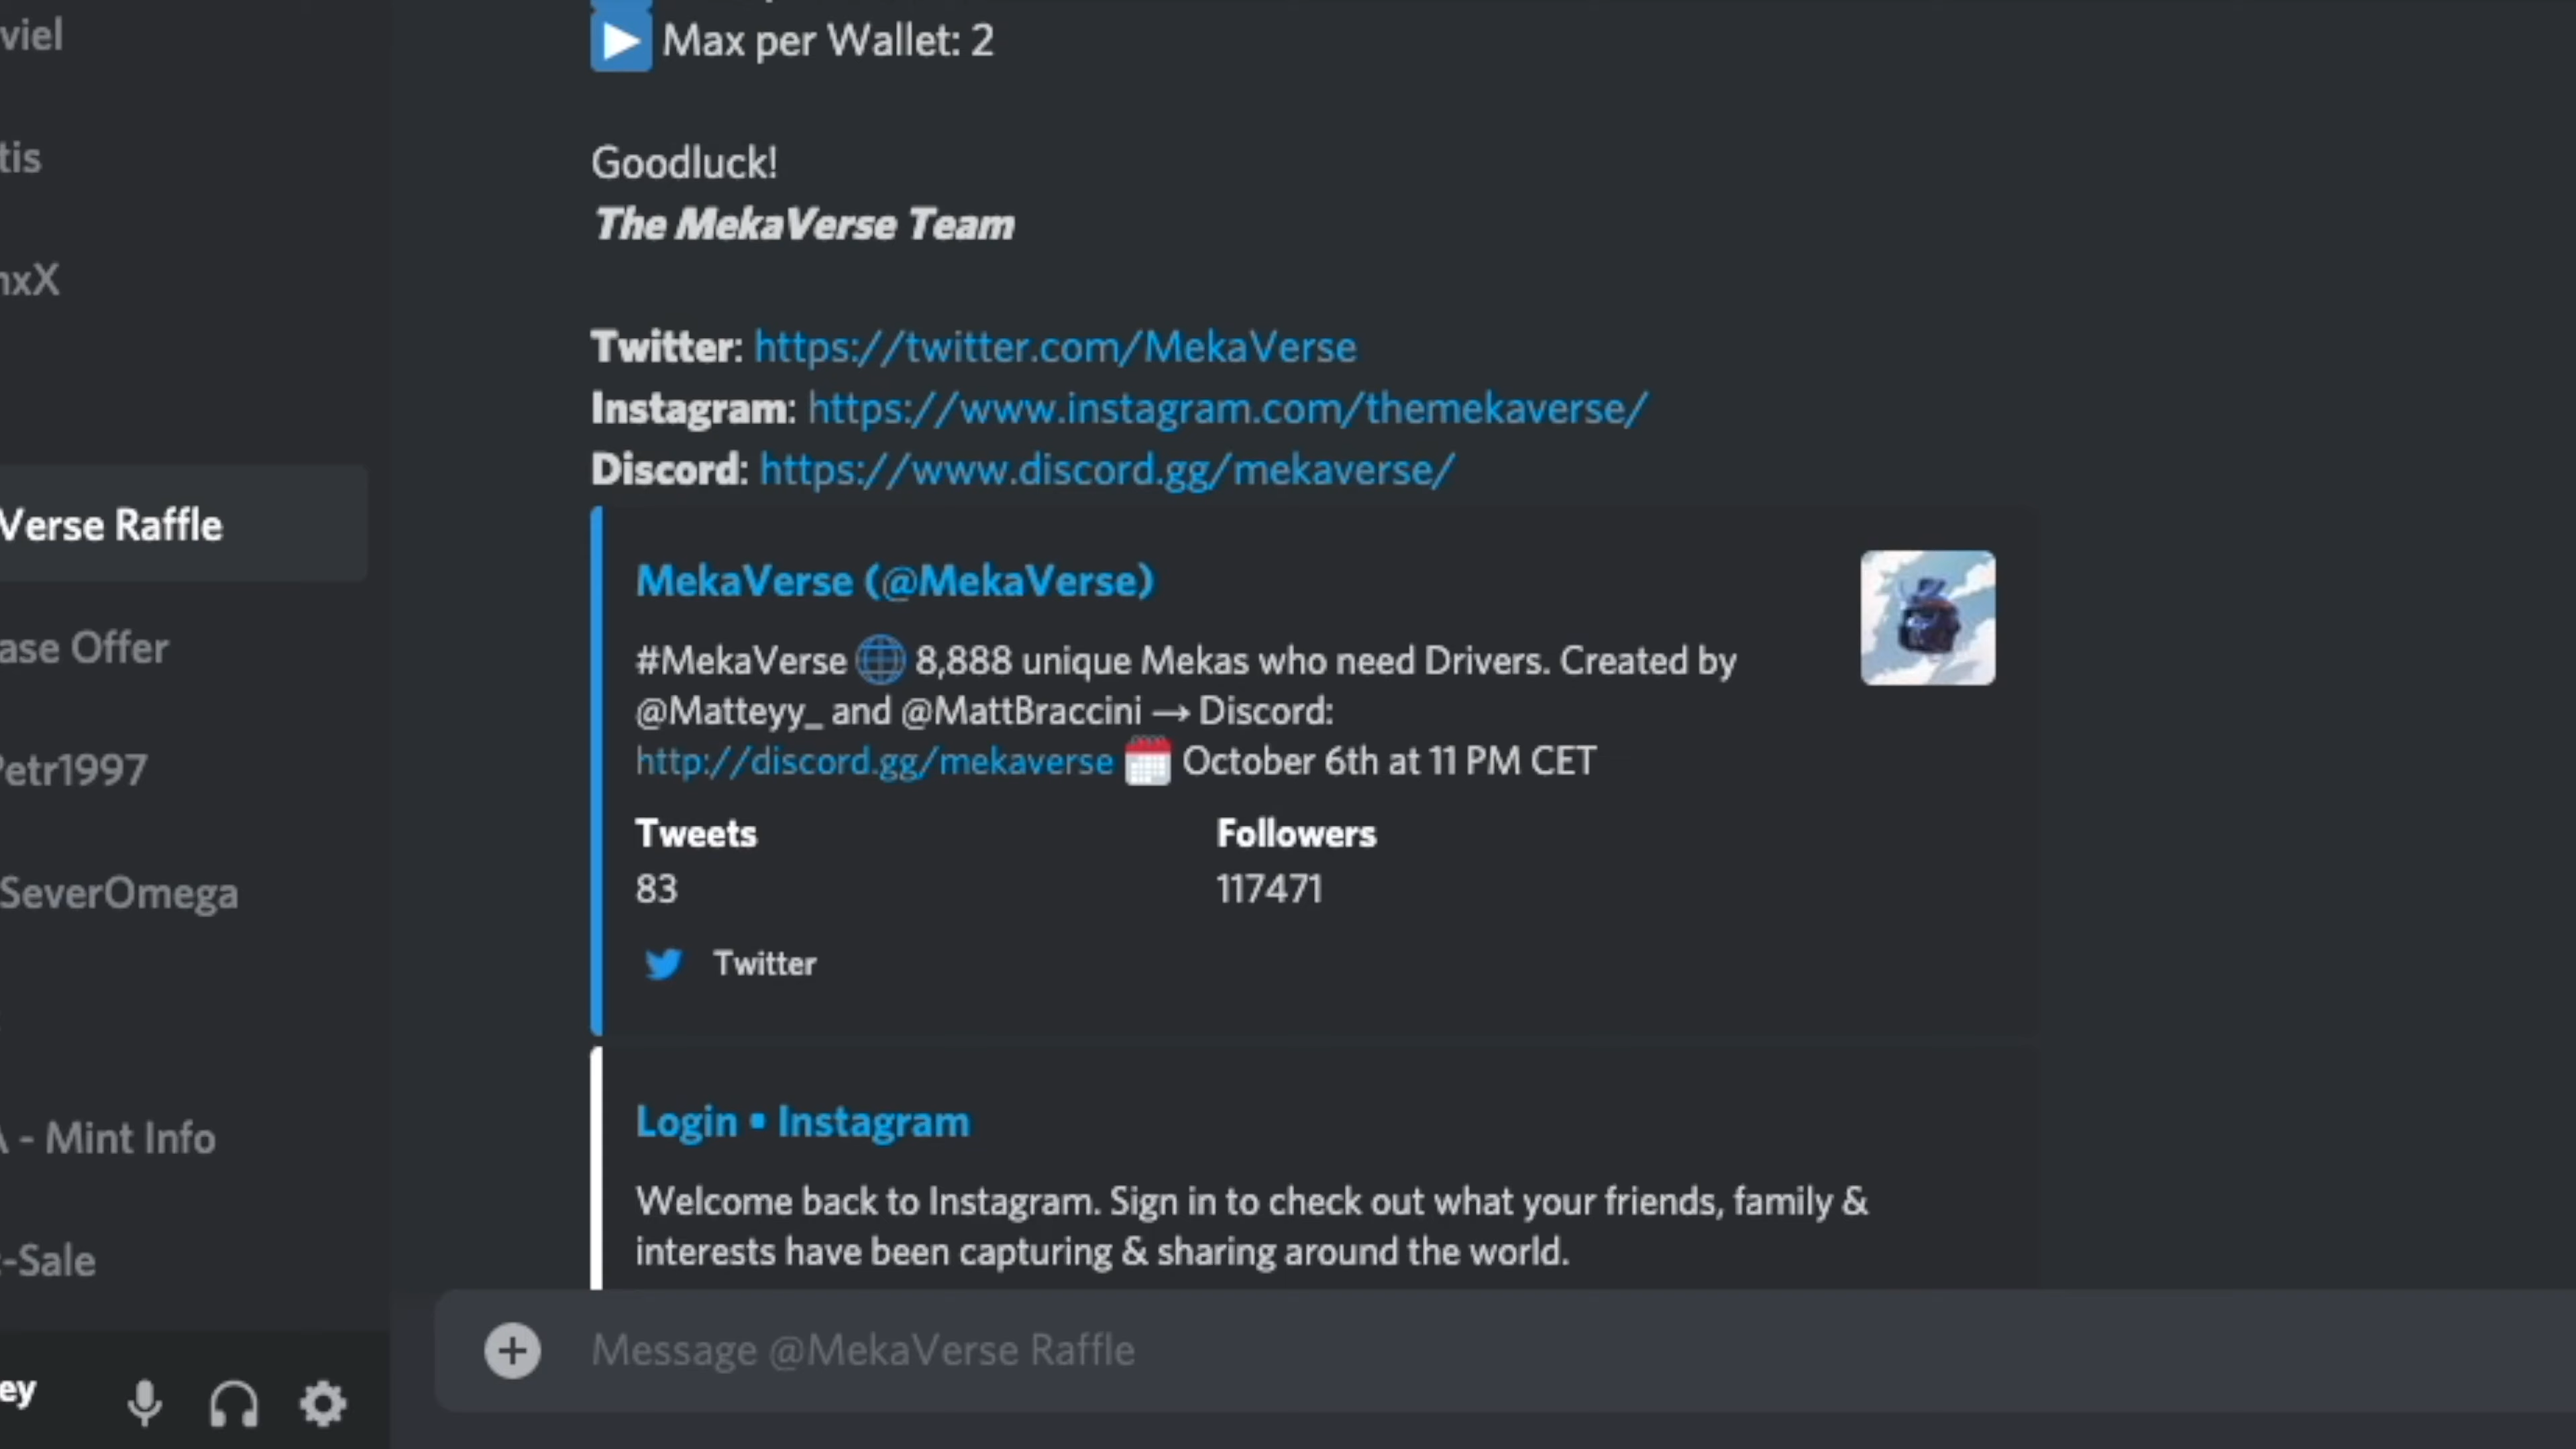 viel
tis
nxX
Verse Raffle
ase Offer
Petr1997
SeverOmega
- Mint Info
-Sale
ey
Max per Wallet: 2
Goodluck!
The MekaVerse Team
Twitter: https://twitter.com/MekaVerse
Instagram: https://www.instagram.com/themekaverse/
Discord: https://www.discord.gg/mekaverse/
MekaVerse (@MekaVerse)
#MekaVerse 🌐 8,888 unique Mekas who need Drivers. Created by
@Matteyy_ and @MattBraccini → Discord:
http://discord.gg/mekaverse 🗓 October 6th at 11 PM CET
Tweets Followers
83 117471
Twitter
Login • Instagram
Welcome back to Instagram. Sign in to check out what your friends, family &
interests have been capturing & sharing around the world.
Message @MekaVerse Raffle